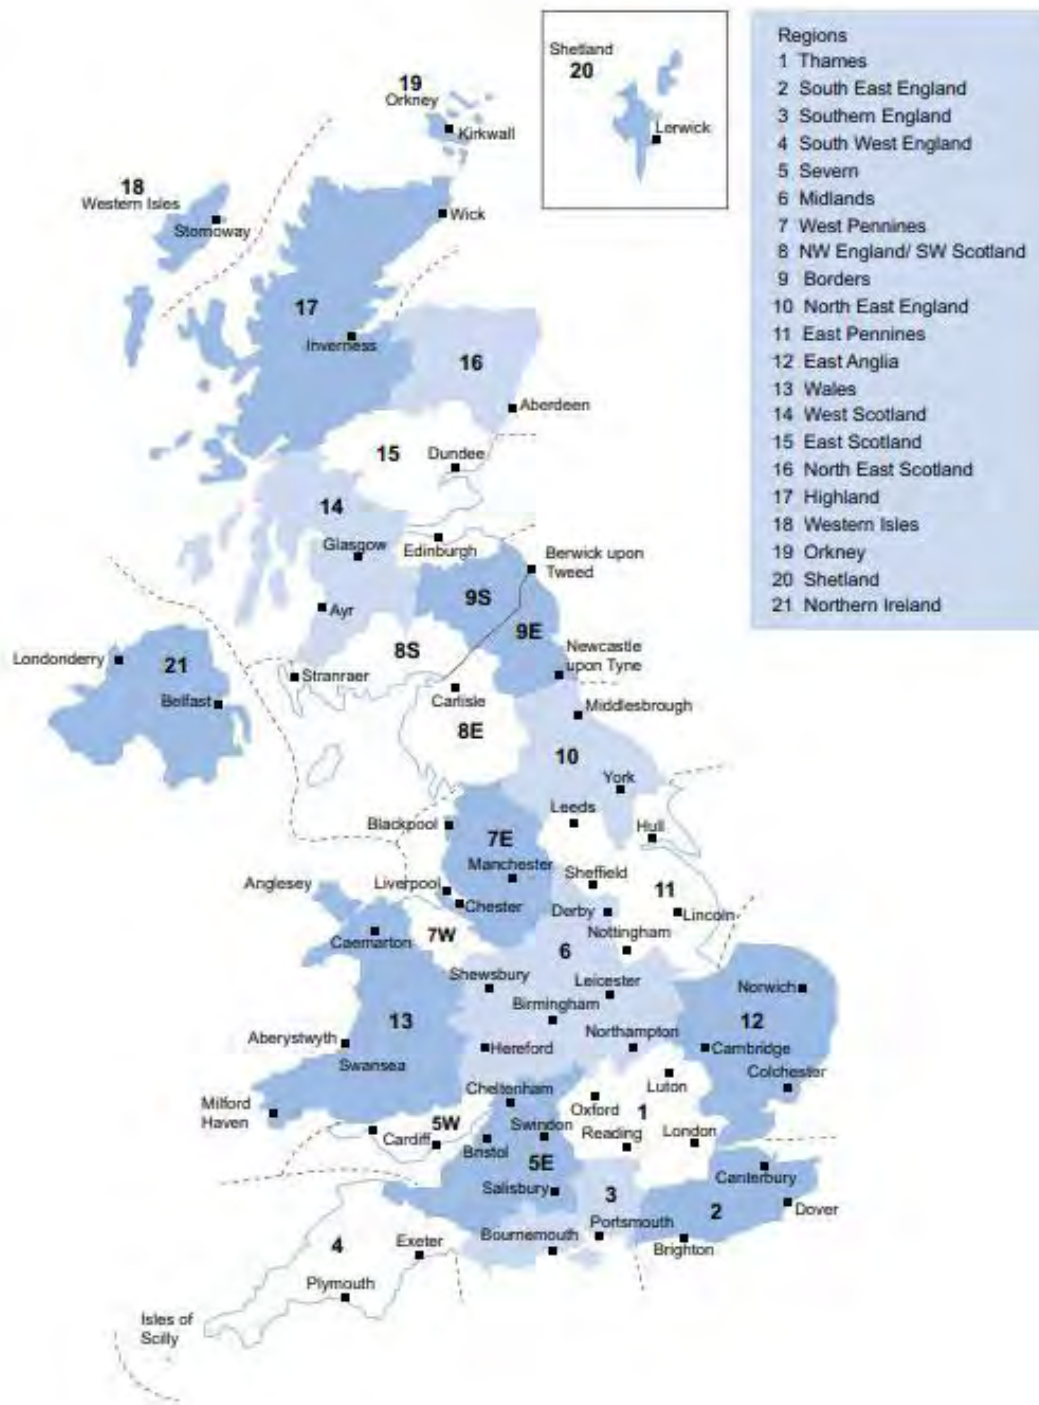 Regions
1 Thames
2 South East England
3 Southern England
4 South West England
5 Severn
6 Midlands
7 West Pennines
8 NW England/ SW Scotland
9 Borders
10 North East England
11 East Pennines
12 East Anglia
13 Wales
14 West Scotland
15 East Scotland
16 North East Scotland
17 Highland
18 Western Isles
19 Orkney
20 Shetland
21 Northern Ireland
Shetland
20
Lerwick
19
Orkney
Kirkwall
18
Western Isles
Stornoway
Wick
17
Inverness
16
Aberdeen
15
Dundee
14
Glasgow
Edinburgh
Berwick upon
Tweed
9S
9E
Ayr
8S
Newcastle
upon Tyne
Londonderry
21
Belfast
Stranraer
Carlisle
8E
Middlesbrough
10
York
Leeds
Hull
Blackpool
7E
Manchester
Sheffield
11
Anglesey
Liverpool
Chester
Derby
Lincoln
Caernarfon
7W
Nottingham
6
Shewsbury
Leicester
Norwich
Birmingham
13
12
Aberystwyth
Northampton
Hereford
Cambridge
Swansea
Luton
Colchester
Cheltenham
Oxford
1
Milford
Haven
5W
Cardiff
Swindon
Reading
London
Bristol
5E
Salisbury
3
Canterbury
2
Dover
Portsmouth
Bournemouth
Brighton
4
Exeter
Plymouth
Isles of
Scilly